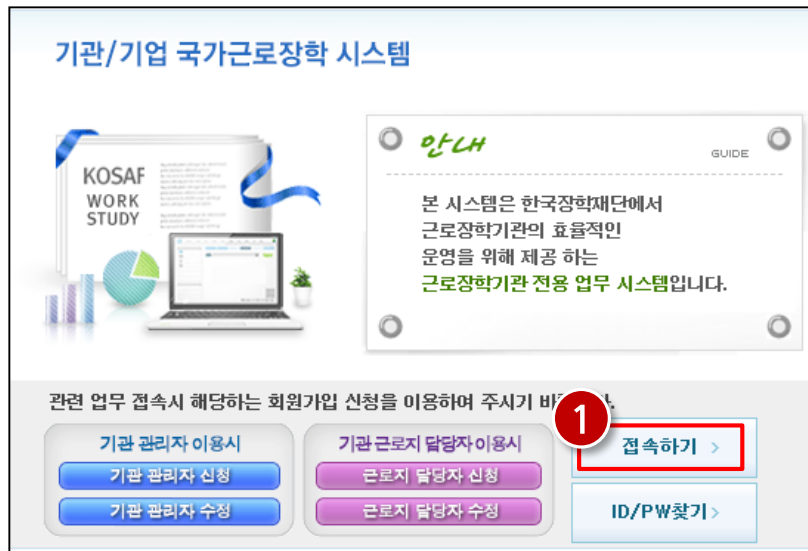 기관/기업 국가근로장학 시스템
KOSAF
WORK
STUDY
안내
GUIDE
본 시스템은 한국장학재단에서
근로장학기관의 효율적인
운영을 위해 제공 하는
근로장학기관 전용 업무 시스템입니다.
관련 업무 접속시 해당하는 회원가입 신청을 이용하여 주시기
1
기관 관리자 이용시
기관 관리자 신청
기관 관리자 수정
기관 근로지 담당자 이용시
근로지 담당자 신청
근로지 담당자 수정
접속하기 >
ID/PW찾기 >